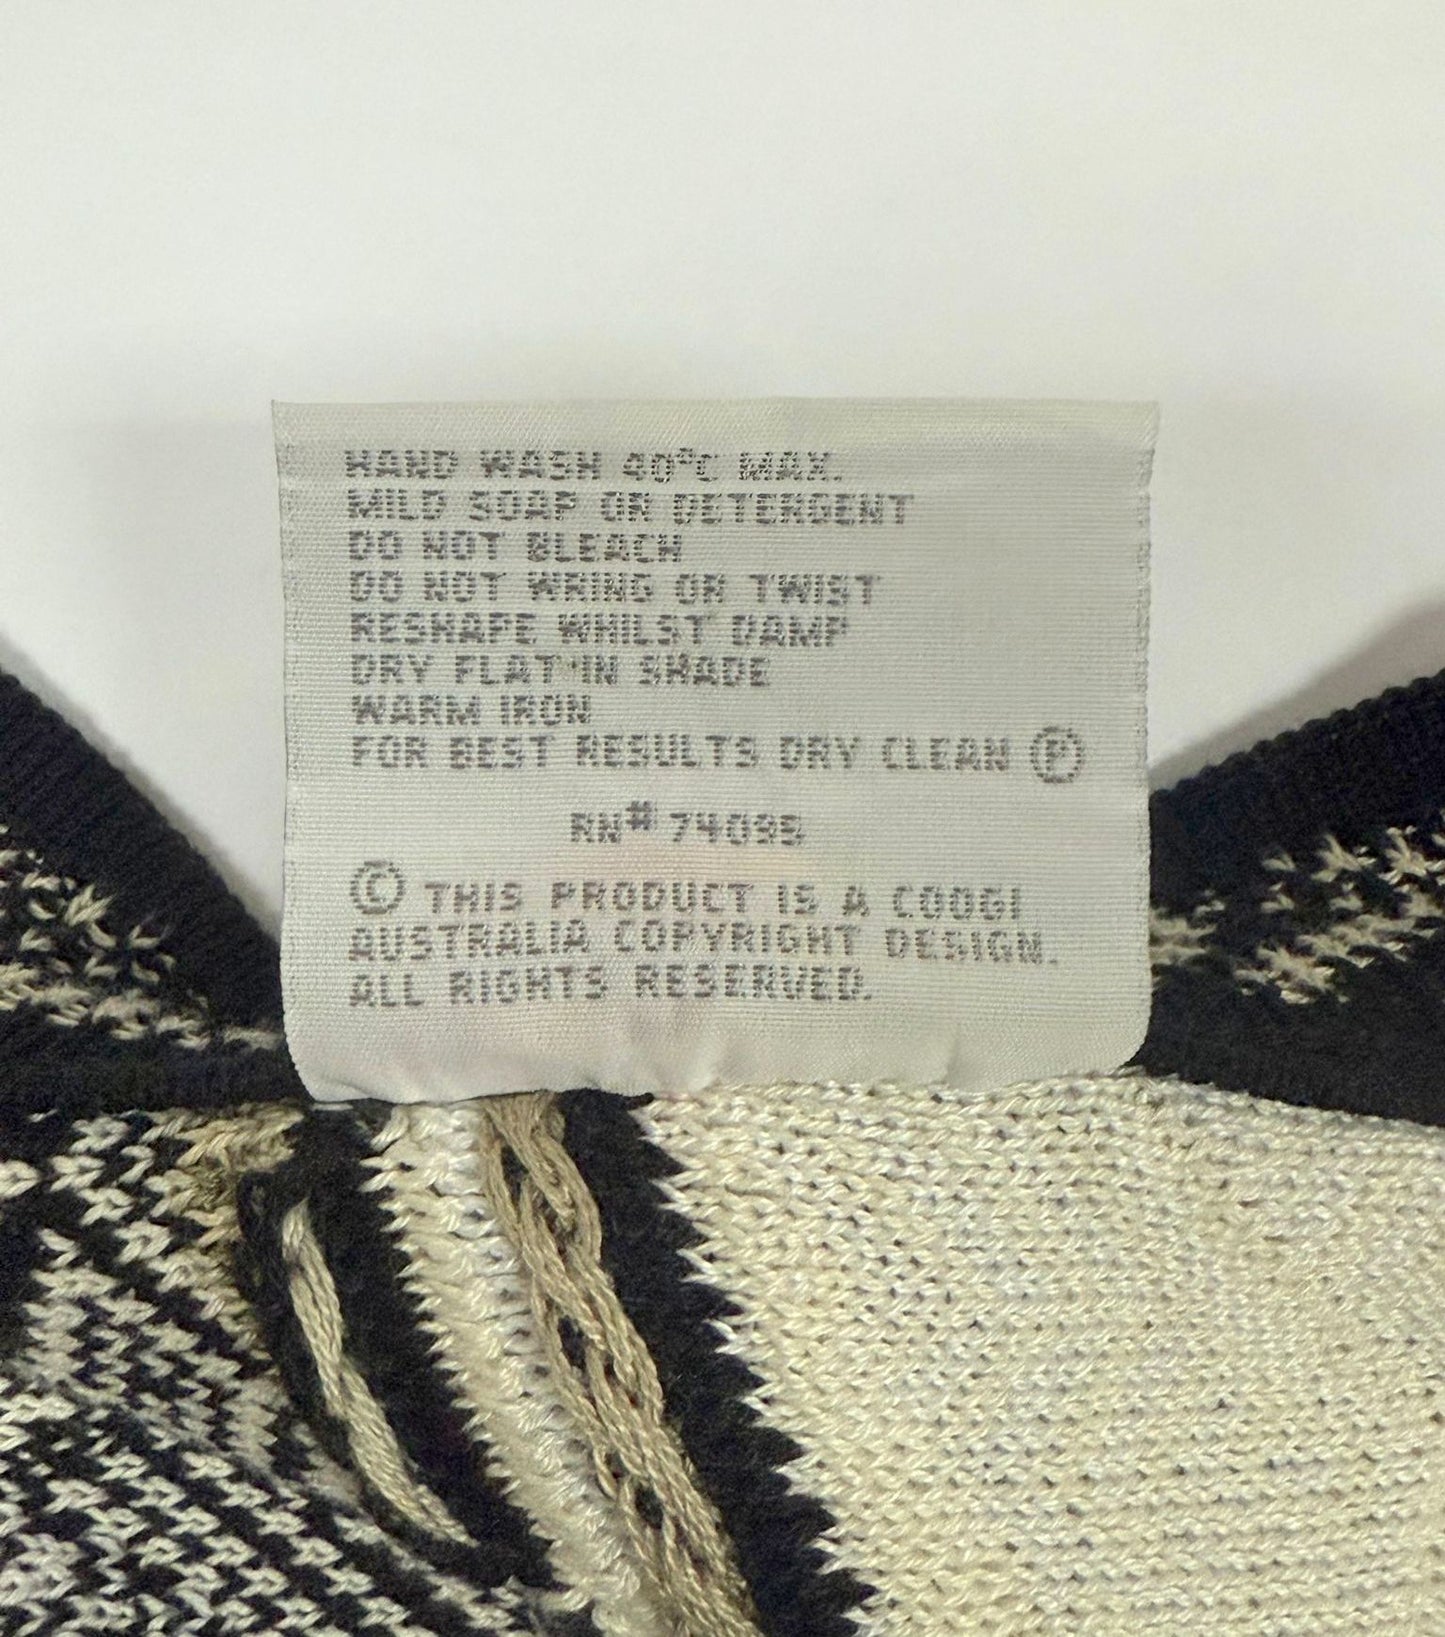 HAND WASH 40°C MAX.
MILD SOAP OR DETERGENT
DO NOT BLEACH
DO NOT WRING OR TWIST
RESHAPE WHILST DAMP
DRY FLAT IN SHADE
WARM IRON
FOR BEST RESULTS DRY CLEAN Ⓟ
RN# 74095
© THIS PRODUCT IS A COOGI
AUSTRALIA COPYRIGHT DESIGN.
ALL RIGHTS RESERVED.